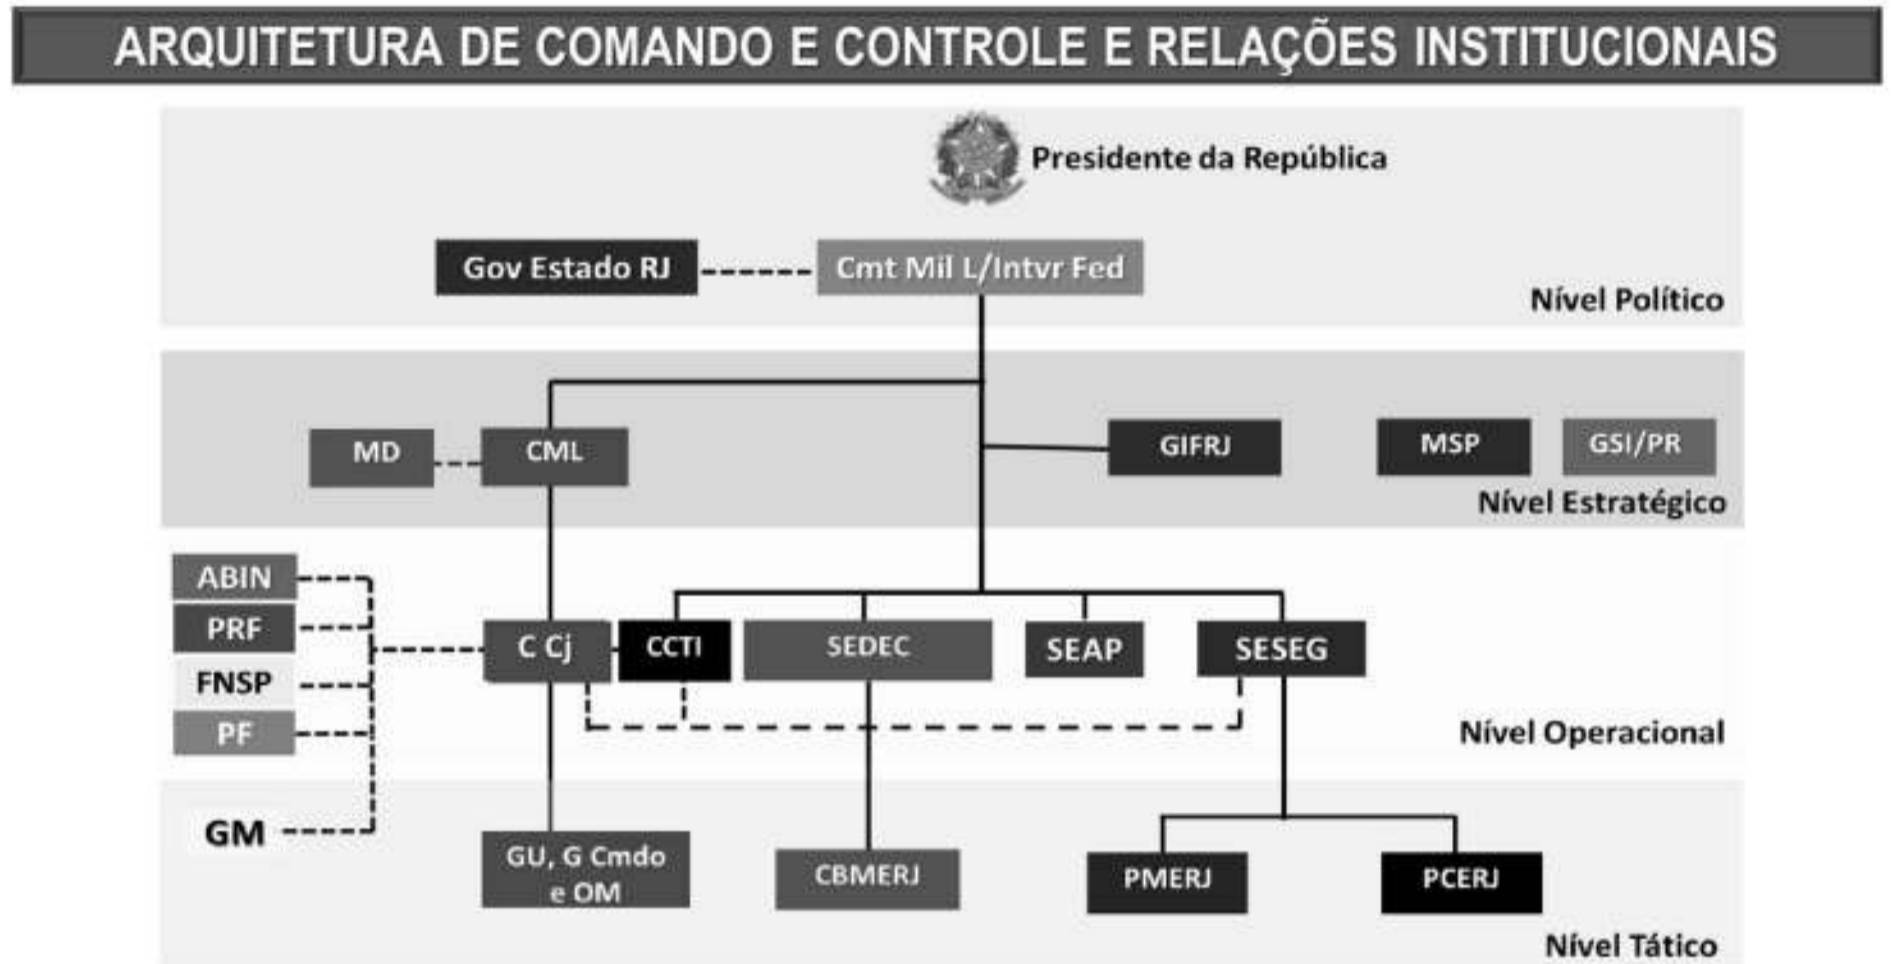 ARQUITETURA DE COMANDO E CONTROLE E RELAÇÕES INSTITUCIONAIS
Presidente da República
Gov Estado RJ
Cmt Mil L/Intvr Fed
Nível Político
MD
CML
GIFRJ
MSP
GSI/PR
Nível Estratégico
ABIN
PRF
FNSP
PF
C Cj
CCTI
SEDEC
SEAP
SESEG
Nível Operacional
GM
GU, G Cmdo
e OM
CBMERJ
PMERJ
PCERJ
Nível Tático